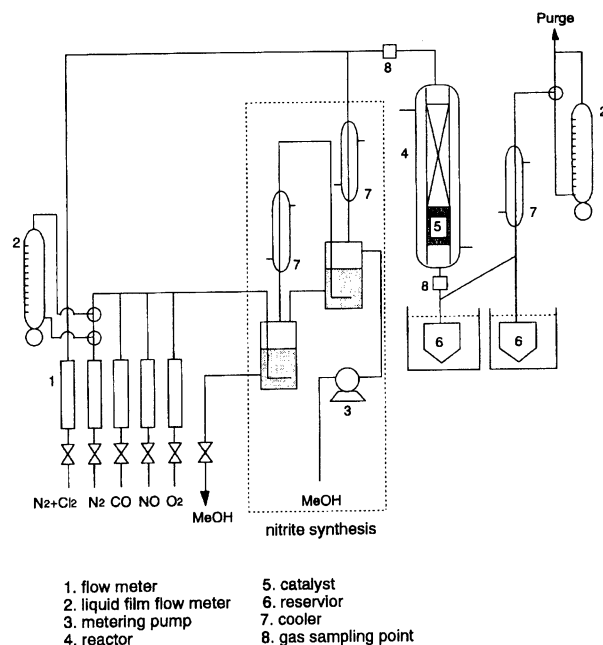 Purge
8
2
4
7
5
7
2
7
8
6
6
1
3
N2+Cl2 N2 CO NO O2
MeOH
MeOH
nitrite synthesis
1. flow meter
2. liquid film flow meter
3. metering pump
4. reactor
5. catalyst
6. reservior
7. cooler
8. gas sampling point